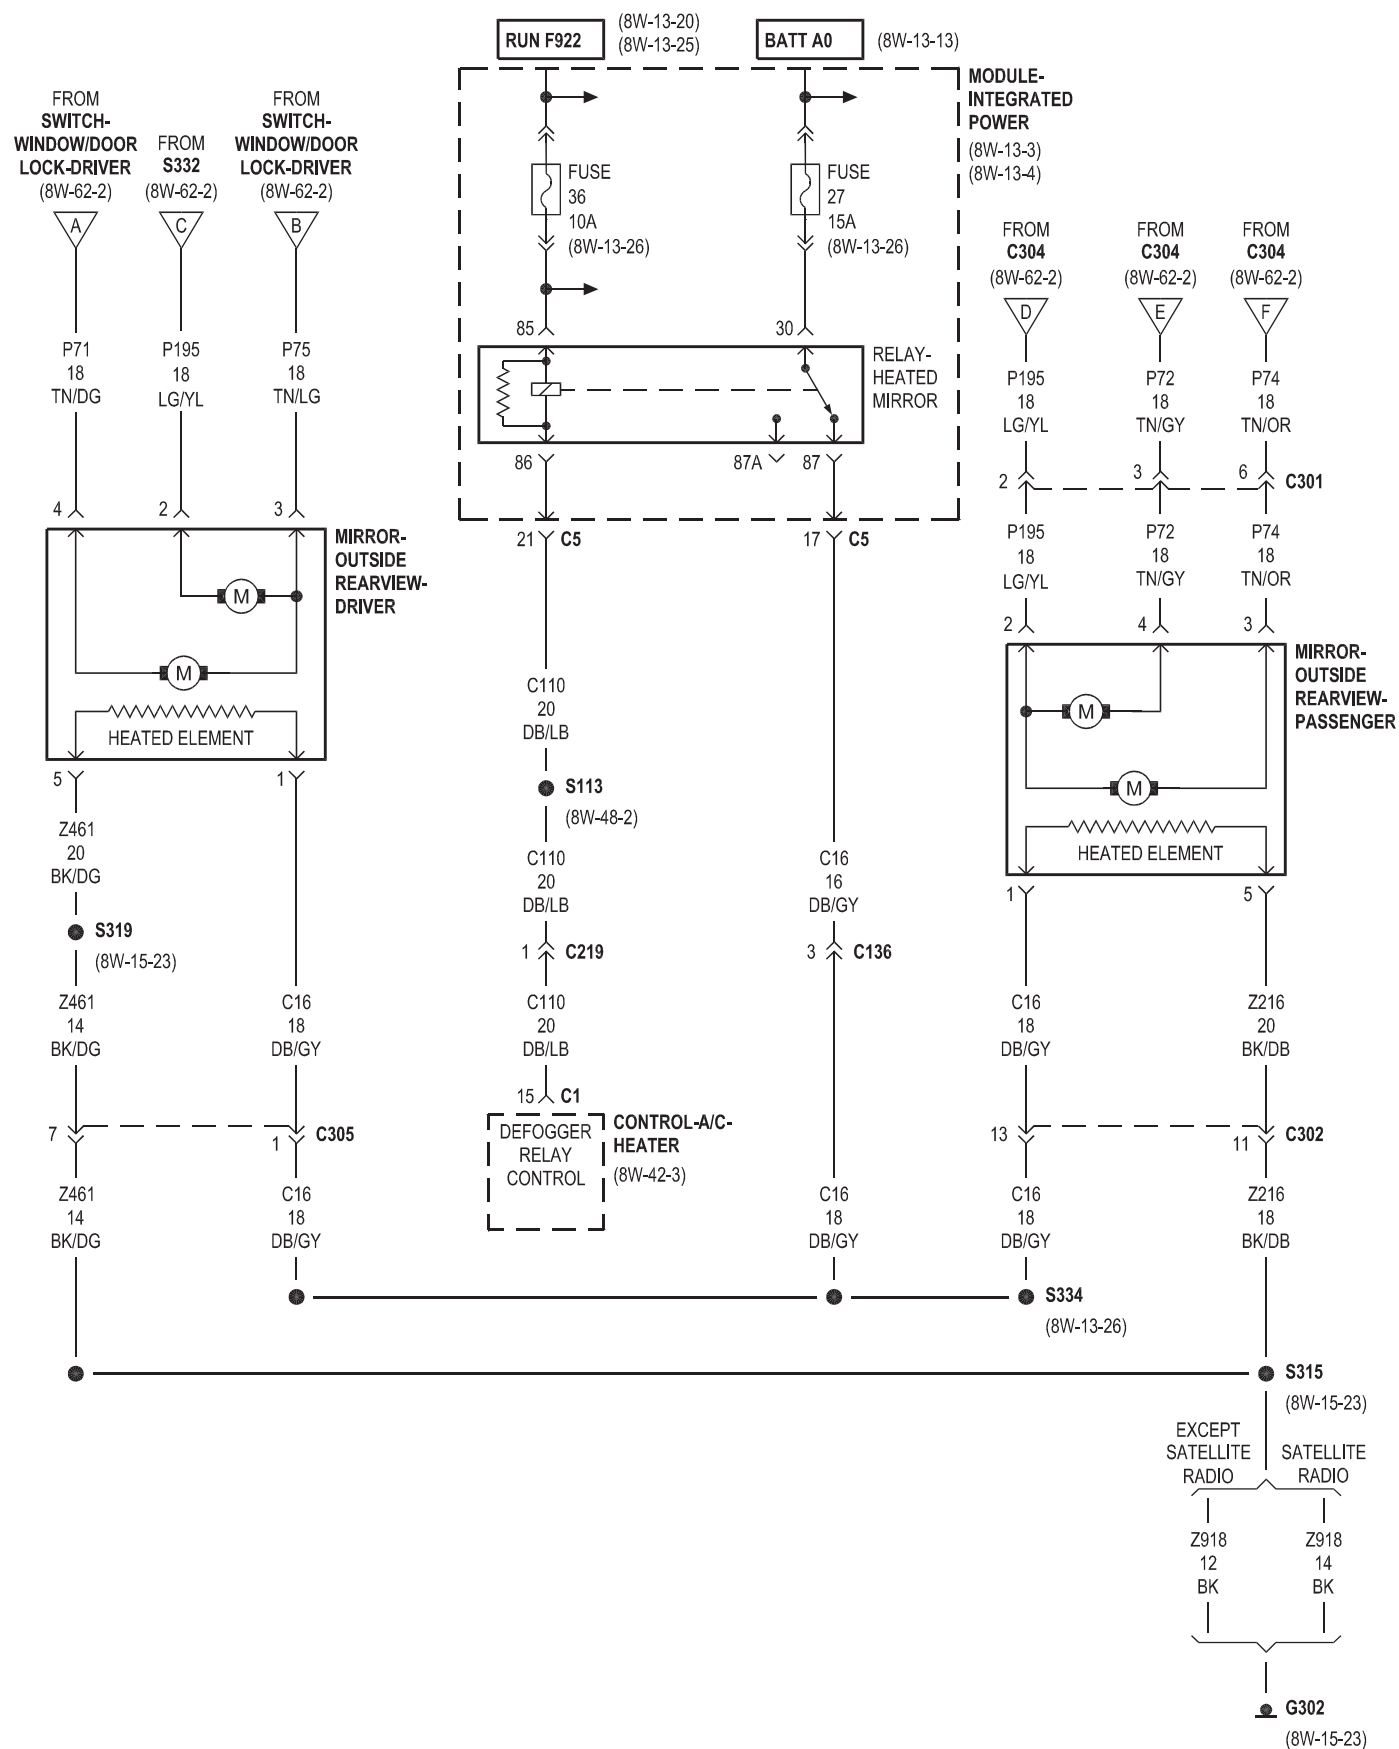 RUN F922
(8W-13-20)
(8W-13-25)
BATT A0
(8W-13-13)
MODULE-
INTEGRATED
POWER
(8W-13-3)
(8W-13-4)
FROM
SWITCH-
WINDOW/DOOR
LOCK-DRIVER
(8W-62-2)
A
FROM
S332
(8W-62-2)
C
FROM
SWITCH-
WINDOW/DOOR
LOCK-DRIVER
(8W-62-2)
B
FUSE
36
10A
(8W-13-26)
FUSE
27
15A
(8W-13-26)
FROM
C304
(8W-62-2)
D
FROM
C304
(8W-62-2)
E
FROM
C304
(8W-62-2)
F
85
30
RELAY-
HEATED
MIRROR
86
87A
87
P71
18
TN/DG
P195
18
LG/YL
P75
18
TN/LG
P195
18
LG/YL
P72
18
TN/GY
P74
18
TN/OR
2
3
6
C301
4
2
3
MIRROR-
OUTSIDE
REARVIEW-
DRIVER
M
M
HEATED ELEMENT
21
C5
17
C5
P195
18
LG/YL
P72
18
TN/GY
P74
18
TN/OR
2
4
3
MIRROR-
OUTSIDE
REARVIEW-
PASSENGER
M
M
HEATED ELEMENT
5
1
C110
20
DB/LB
S113
(8W-48-2)
Z461
20
BK/DG
C110
20
DB/LB
C16
16
DB/GY
1
5
S319
(8W-15-23)
1
C219
3
C136
Z461
14
BK/DG
C16
18
DB/GY
C110
20
DB/LB
C16
18
DB/GY
Z216
20
BK/DB
15
C1
7
1
C305
DEFOGGER
RELAY
CONTROL
CONTROL-A/C-
HEATER
(8W-42-3)
13
11
C302
Z461
14
BK/DG
C16
18
DB/GY
C16
18
DB/GY
C16
18
DB/GY
Z216
18
BK/DB
S334
(8W-13-26)
S315
(8W-15-23)
EXCEPT
SATELLITE
RADIO
SATELLITE
RADIO
Z918
12
BK
Z918
14
BK
G302
(8W-15-23)